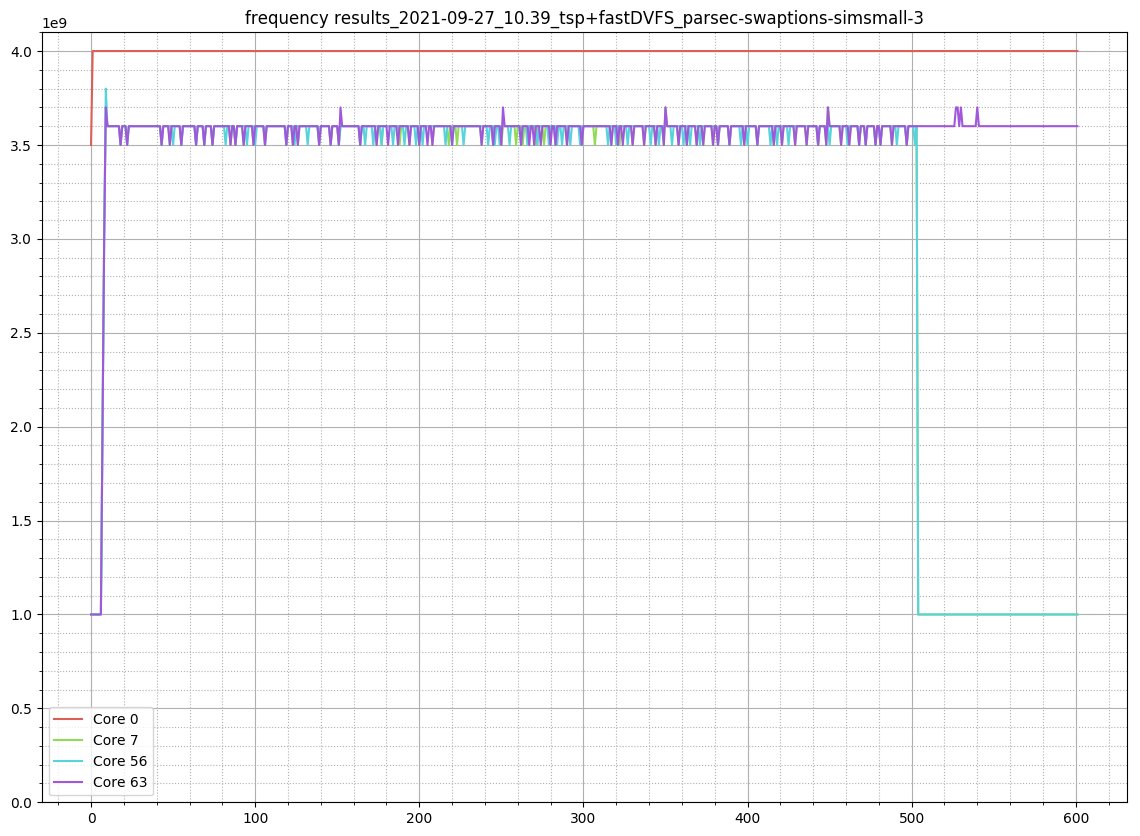 frequency results_2021-09-27_10.39_tsp+fastDVFS_parsec-swaptions-simsmall-3
1e9
4.0
3.5
3.0
2.5
2.0
1.5
1.0
0.5
0.0
Core 0
Core 7
Core 56
Core 63
0 100 200 300 400 500 600